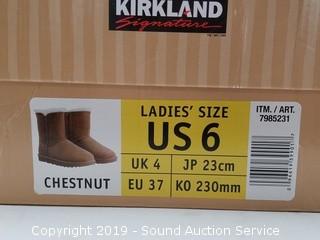 KIRKLAND
Signature
LADIES' SIZE
US 6
UK 4
JP 23cm
EU 37
KO 230mm
CHESTNUT
ITM. / ART.
7985231
Copyright 2019 - Sound Auction Service